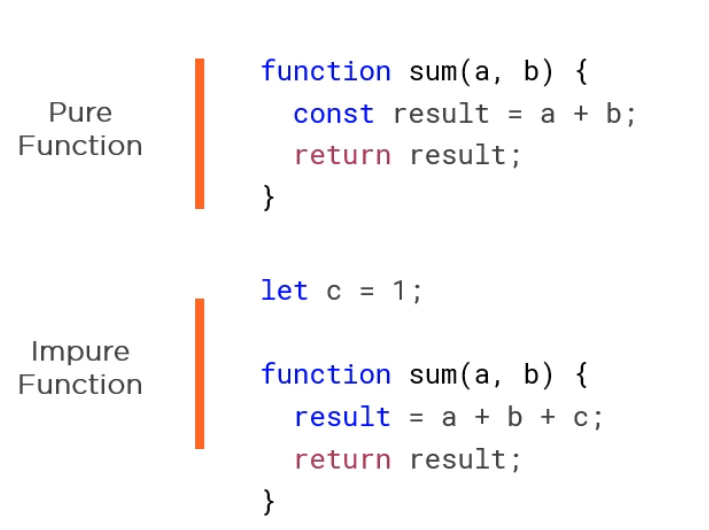 Pure
Function
function sum(a, b) {
  const result = a + b;
  return result;
}
let c = 1;
Impure
Function
function sum(a, b) {
  result = a + b + c;
  return result;
}